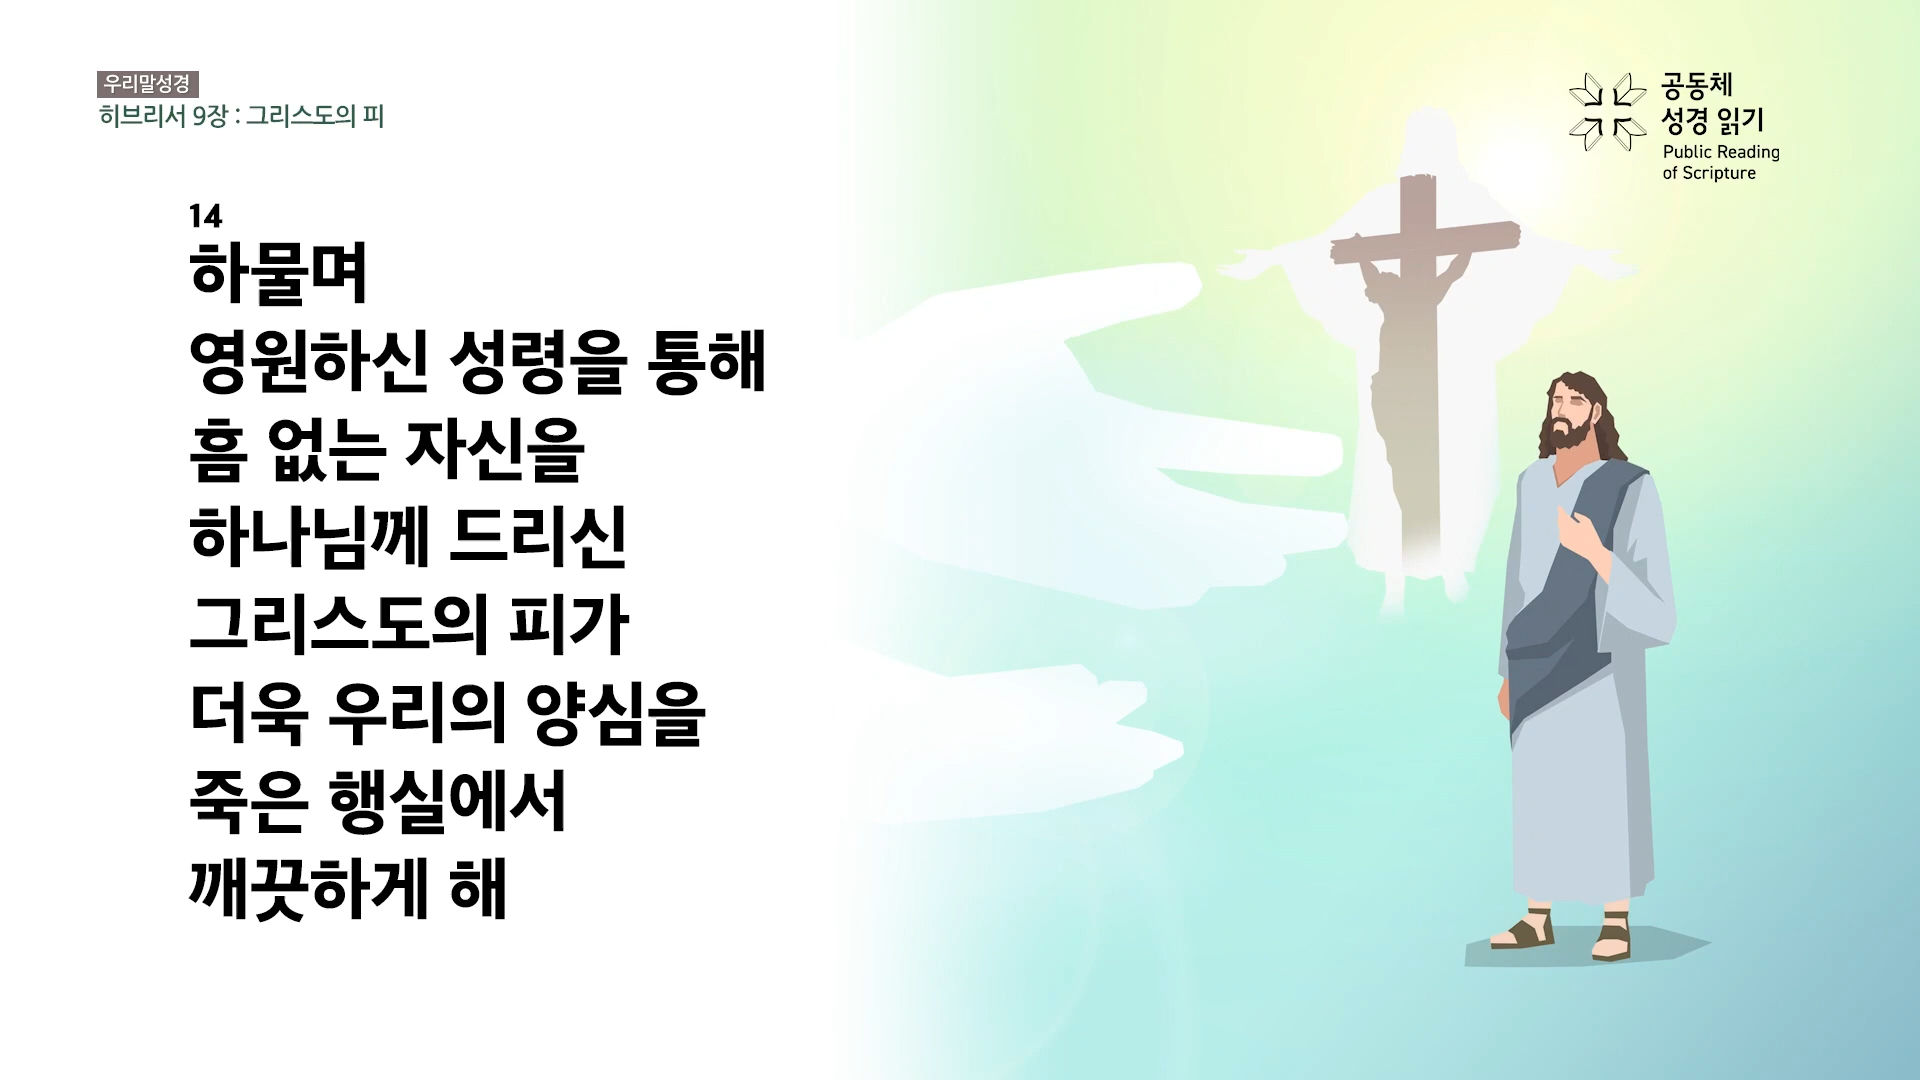 우리말성경
히브리서 9장 : 그리스도의 피
공동체
성경 읽기
Public Reading
of Scripture
14
하물며
영원하신 성령을 통해
흠 없는 자신을
하나님께 드리신
그리스도의 피가
더욱 우리의 양심을
죽은 행실에서
깨끗하게 해